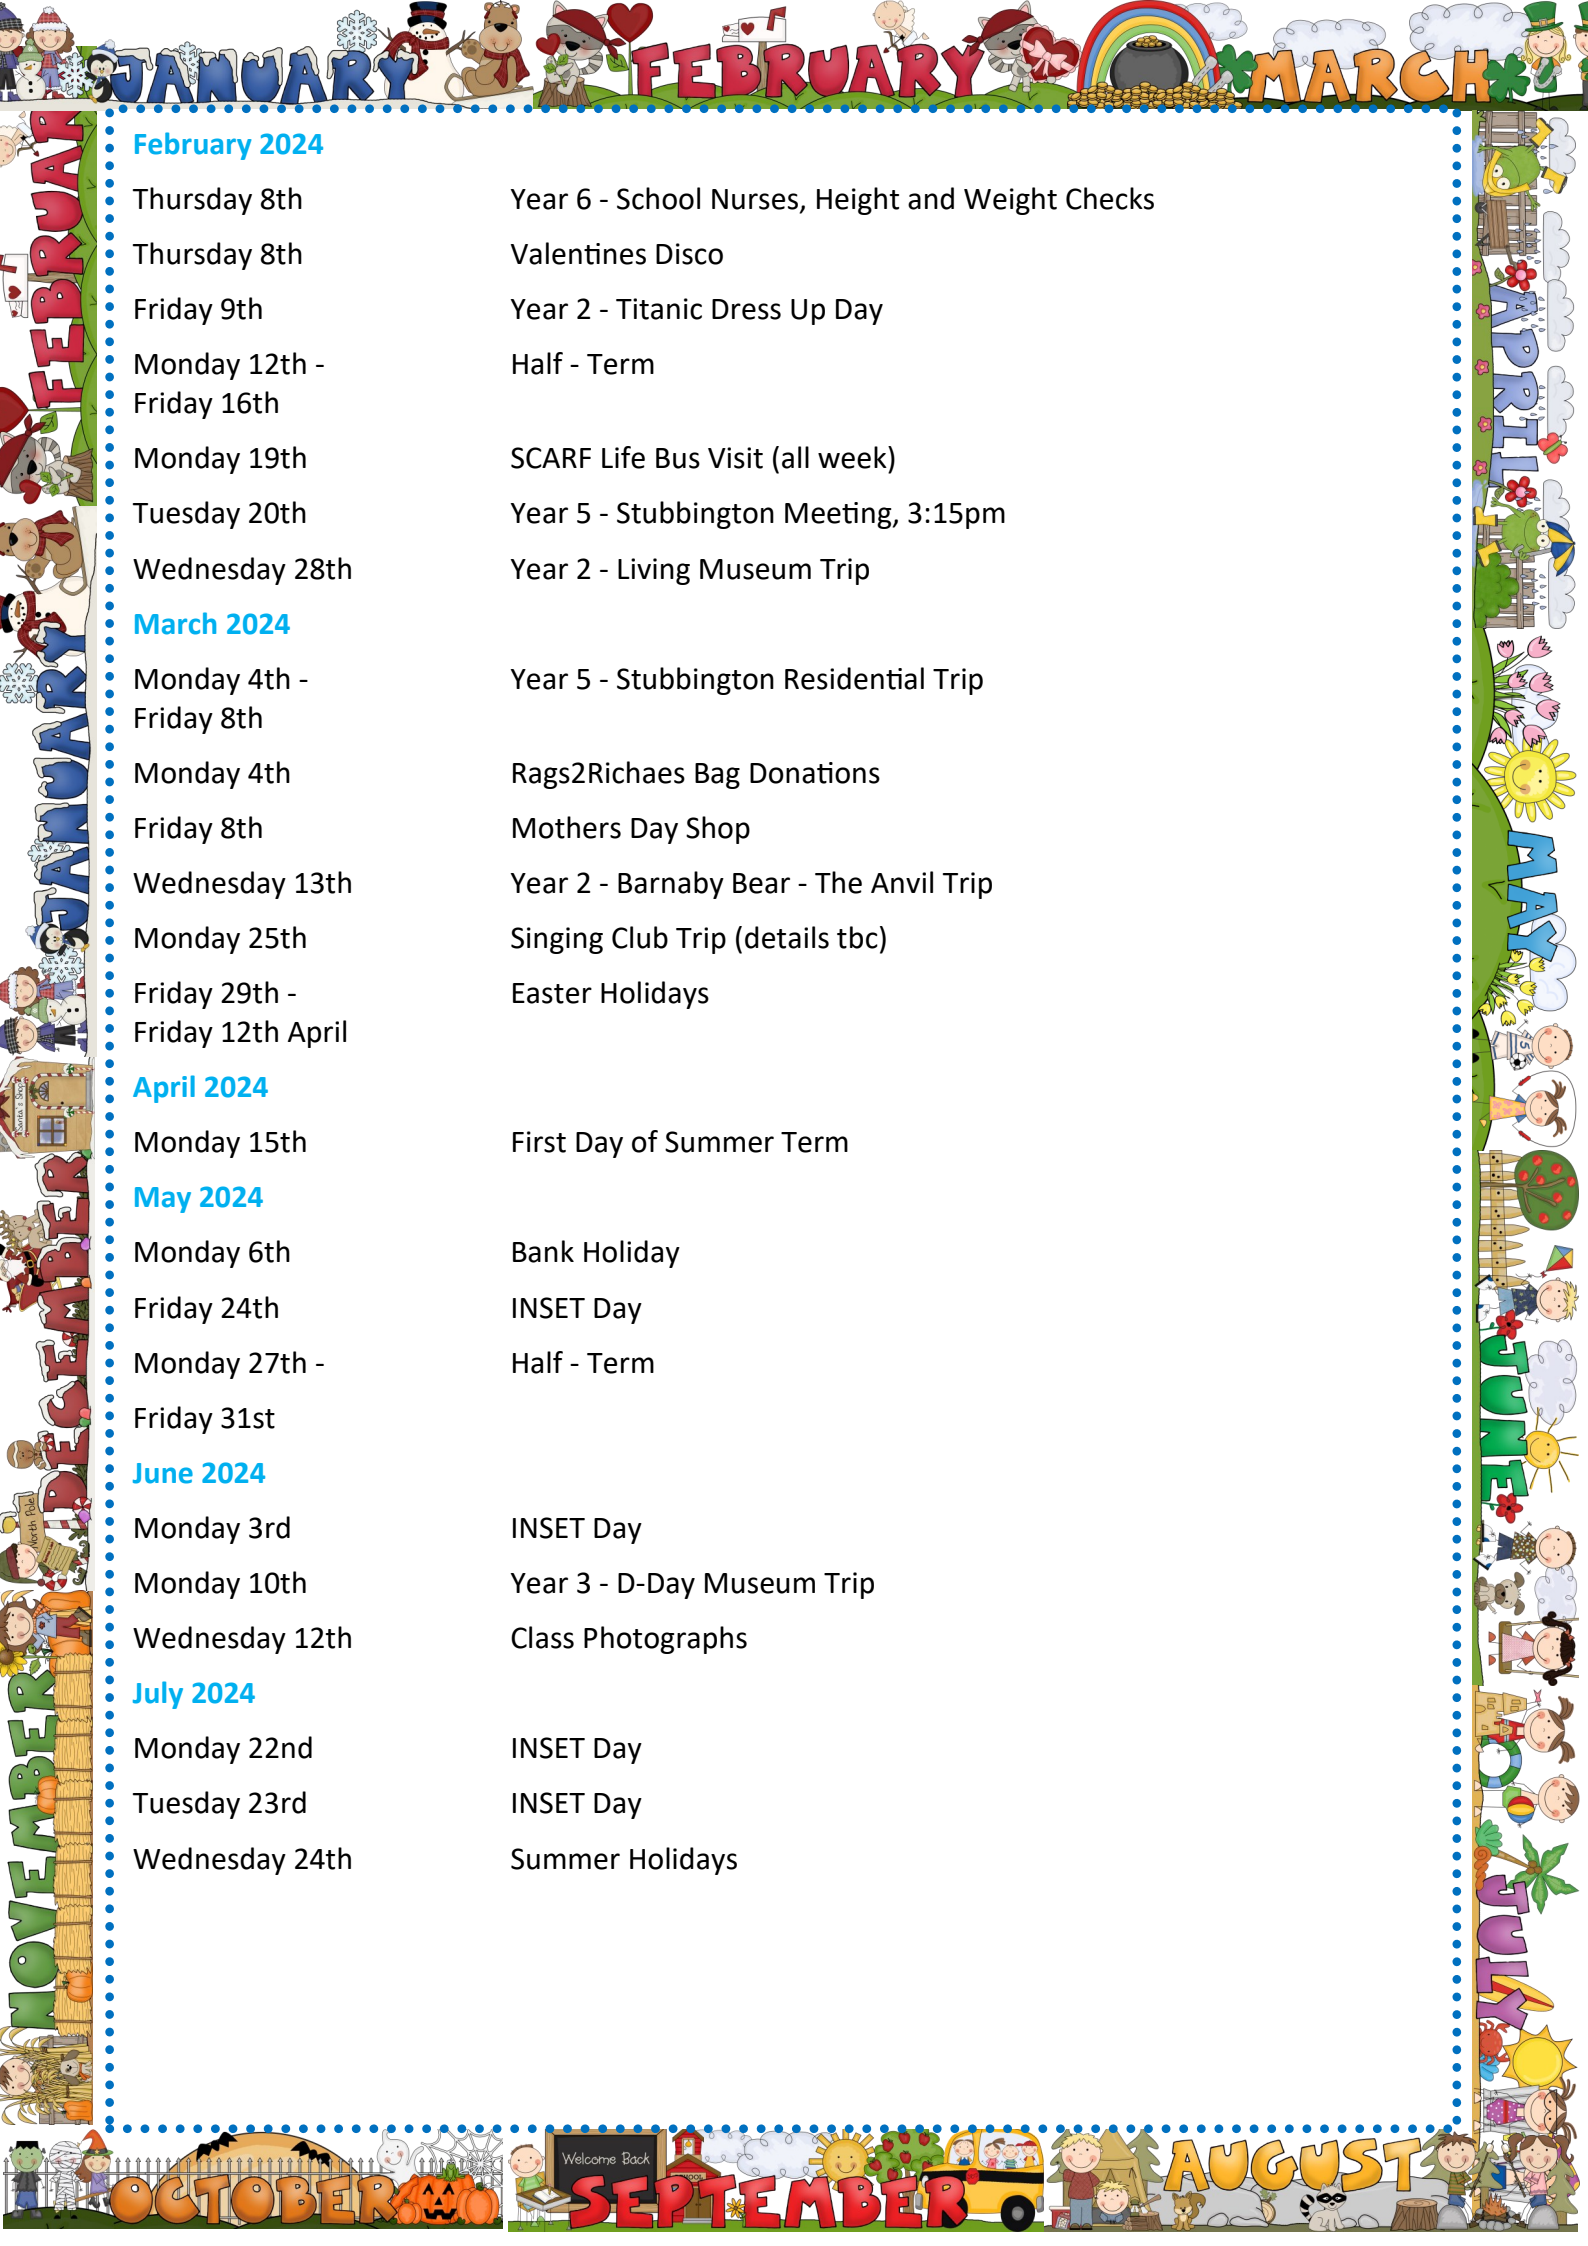 JANUARY FEBRUARY MARCH
February 2024
Thursday 8th Year 6 - School Nurses, Height and Weight Checks
Thursday 8th Valentines Disco
Friday 9th Year 2 - Titanic Dress Up Day
Monday 12th - Half - Term
Friday 16th
Monday 19th SCARF Life Bus Visit (all week)
Tuesday 20th Year 5 - Stubbington Meeting, 3:15pm
Wednesday 28th Year 2 - Living Museum Trip
March 2024
Monday 4th - Year 5 - Stubbington Residential Trip
Friday 8th
Monday 4th Rags2Richaes Bag Donations
Friday 8th Mothers Day Shop
Wednesday 13th Year 2 - Barnaby Bear - The Anvil Trip
Monday 25th Singing Club Trip (details tbc)
Friday 29th - Easter Holidays
Friday 12th April
April 2024
Monday 15th First Day of Summer Term
May 2024
Monday 6th Bank Holiday
Friday 24th INSET Day
Monday 27th - Half - Term
Friday 31st
June 2024
Monday 3rd INSET Day
Monday 10th Year 3 - D-Day Museum Trip
Wednesday 12th Class Photographs
July 2024
Monday 22nd INSET Day
Tuesday 23rd INSET Day
Wednesday 24th Summer Holidays
FEBRUAR
JANUARY
Santa's Shop
DECEMBER
North Pole
NOVEMBER
APRIL
MAY
5
JUNE
JULY
OCTOBER
Welcome Back
SCHOOL
SEPTEMBER
AUGUST